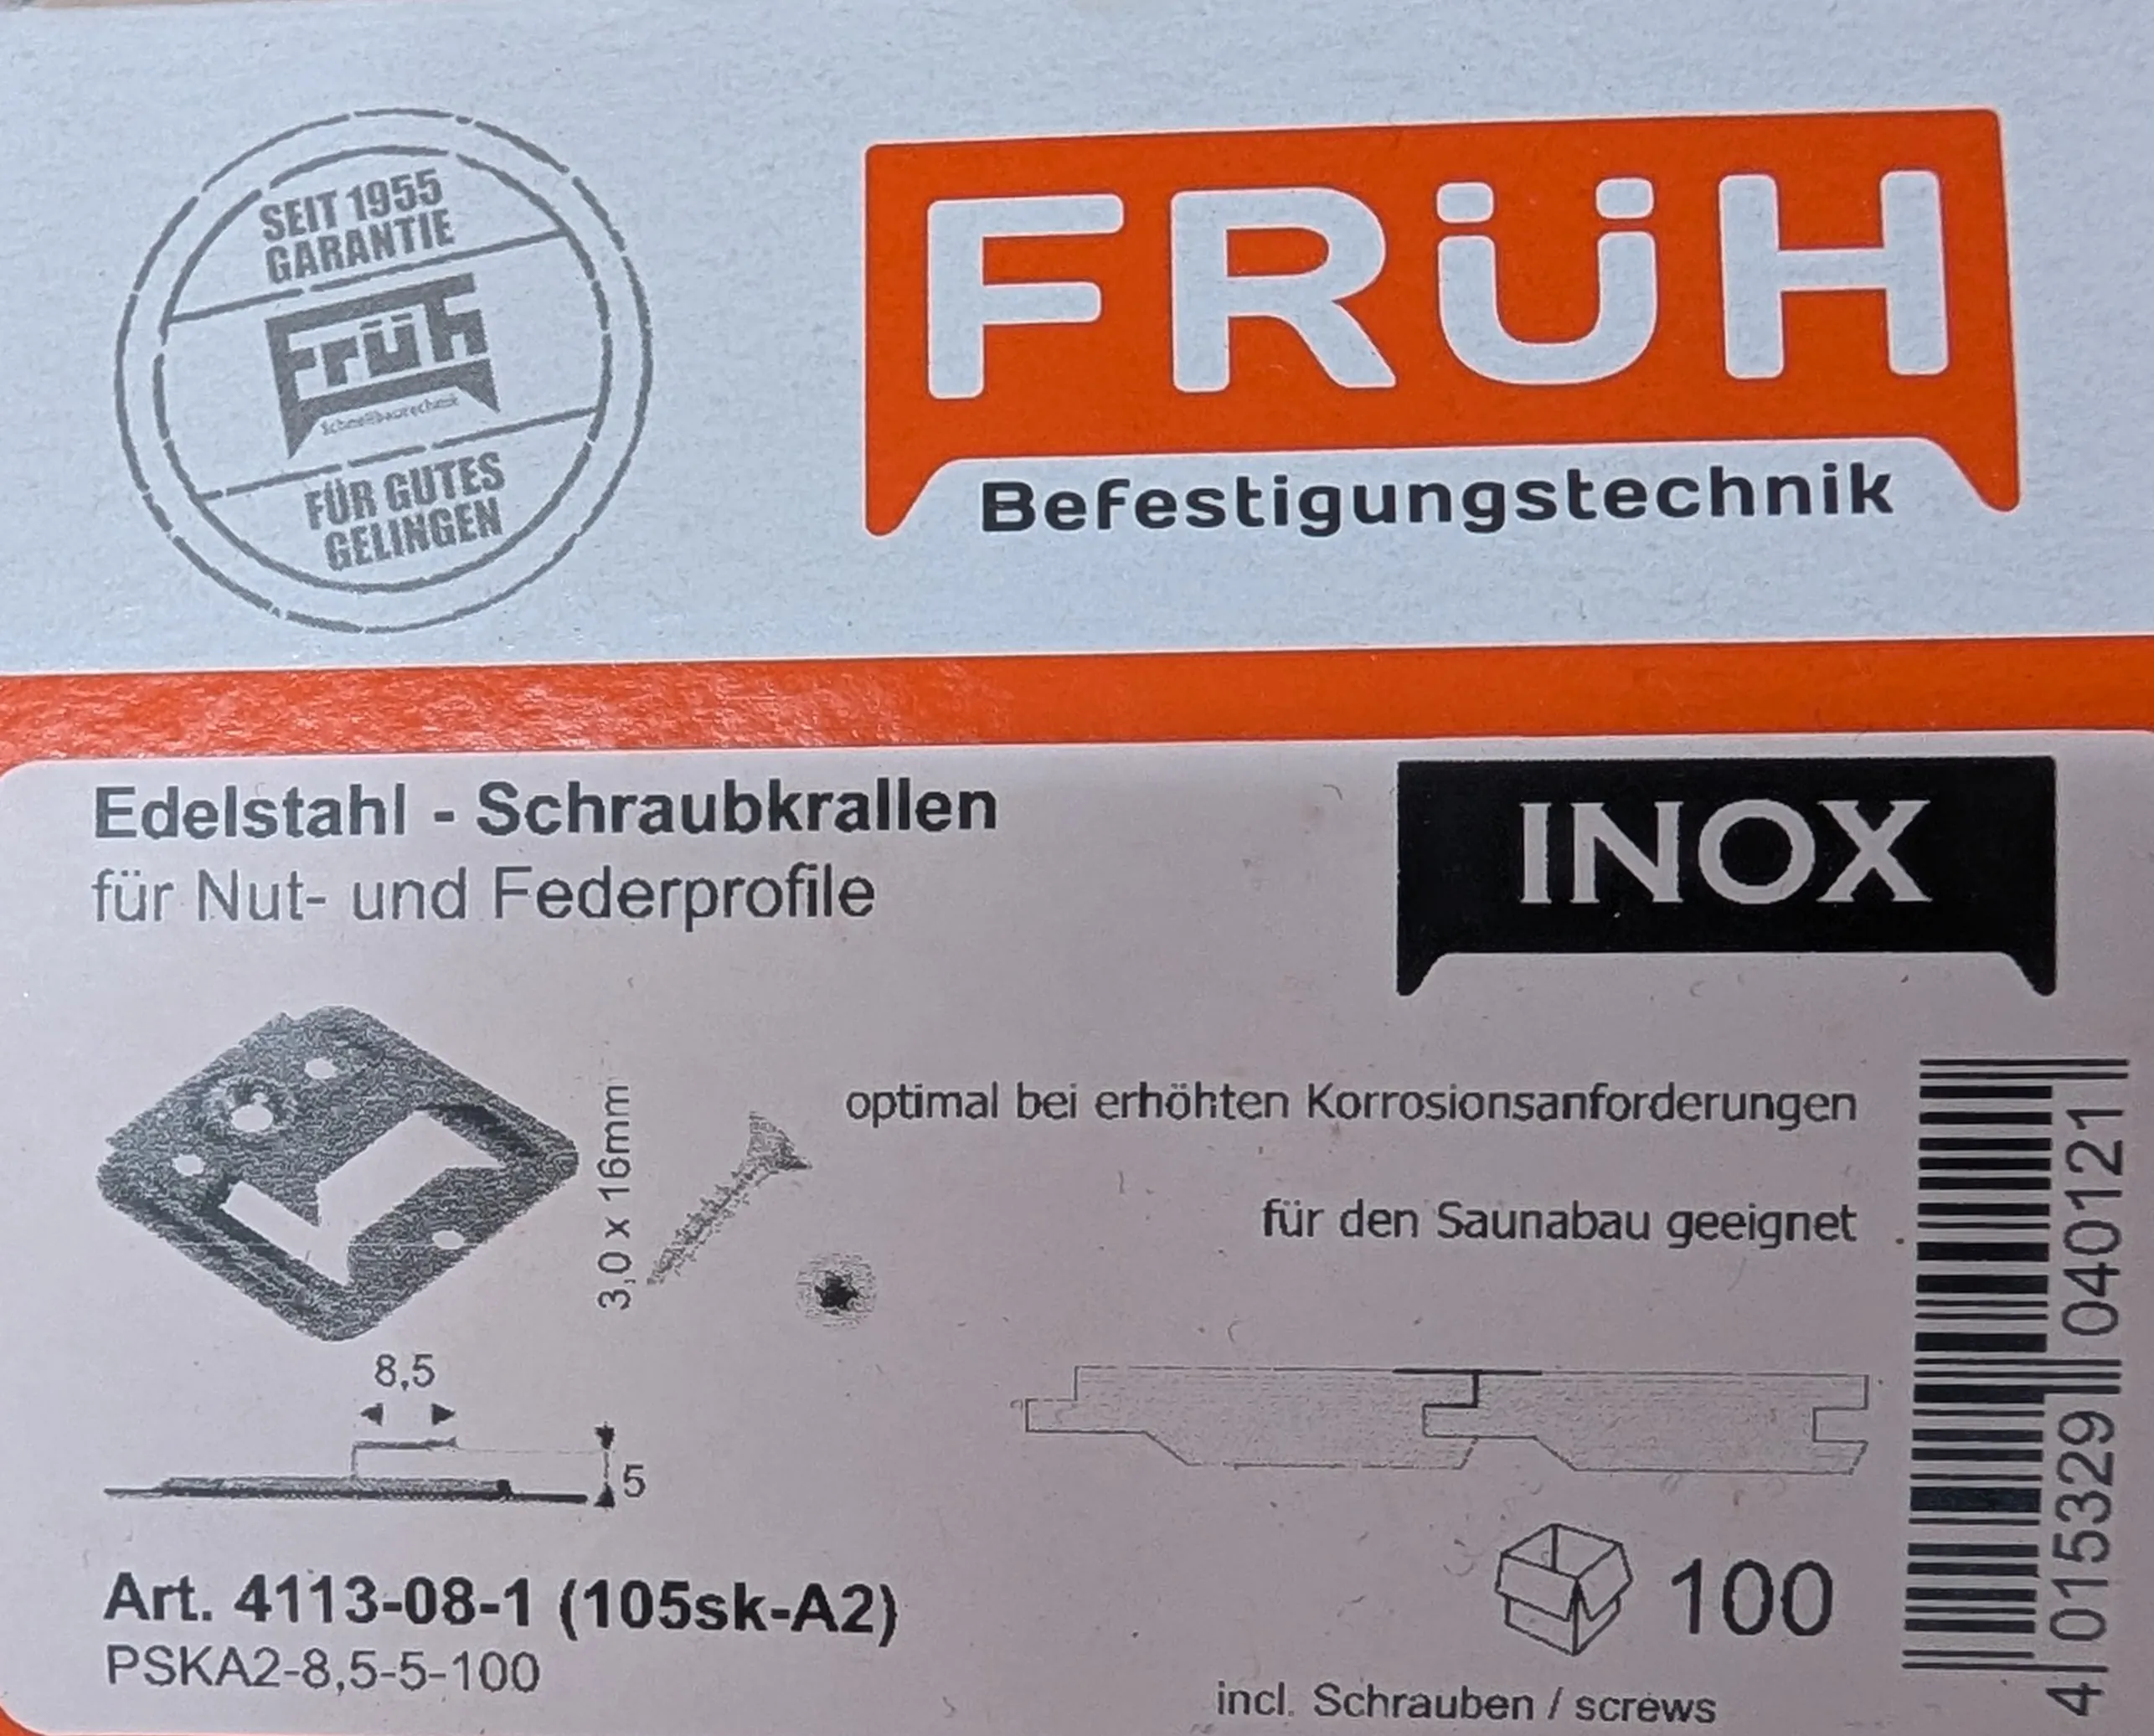 SEIT 1955
GARANTIE
Früh
Schnellbautechnik
FÜR GUTES
GELINGEN
FRÜH
Befestigungstechnik
Edelstahl - Schraubkrallen
für Nut- und Federprofile
INOX
3,0 x 16mm
optimal bei erhöhten Korrosionsanforderungen
für den Saunabau geeignet
8,5
5
Art. 4113-08-1 (105sk-A2)
PSKA2-8,5-5-100
100
incl. Schrauben / screws
4 015329 040121